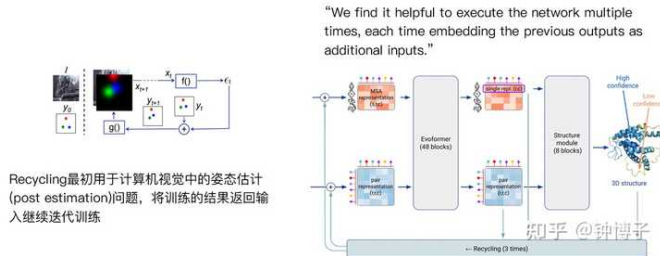 I
y₀
xₜ
xₜ₊₁
f()
εₜ
yₜ₊₁
yₜ
g()
+
Recycling最初用于计算机视觉中的姿态估计
(post estimation)问题，将训练的结果返回输
入继续迭代训练
“We find it helpful to execute the network multiple
times, each time embedding the previous outputs as
additional inputs.”
MSA
representation
(r,c)
+
Evoformer
(48 blocks)
single repr. (r,c)
Structure
module
(8 blocks)
High
confidence
Low
confidence
3D structure
pair
representation
(r,r,c)
+
pair
representation
(r,r,c)
← Recycling (3 times)
知乎 @钟博子